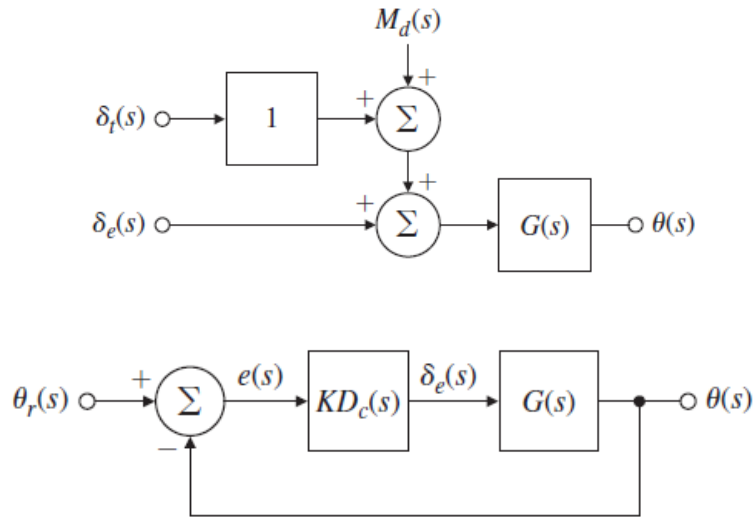 M_d(s)
+
+
δ_t(s)
1
Σ
+
+
δ_e(s)
Σ
G(s)
θ(s)
θ_r(s)
+
Σ
−
e(s)
KD_c(s)
δ_e(s)
G(s)
θ(s)